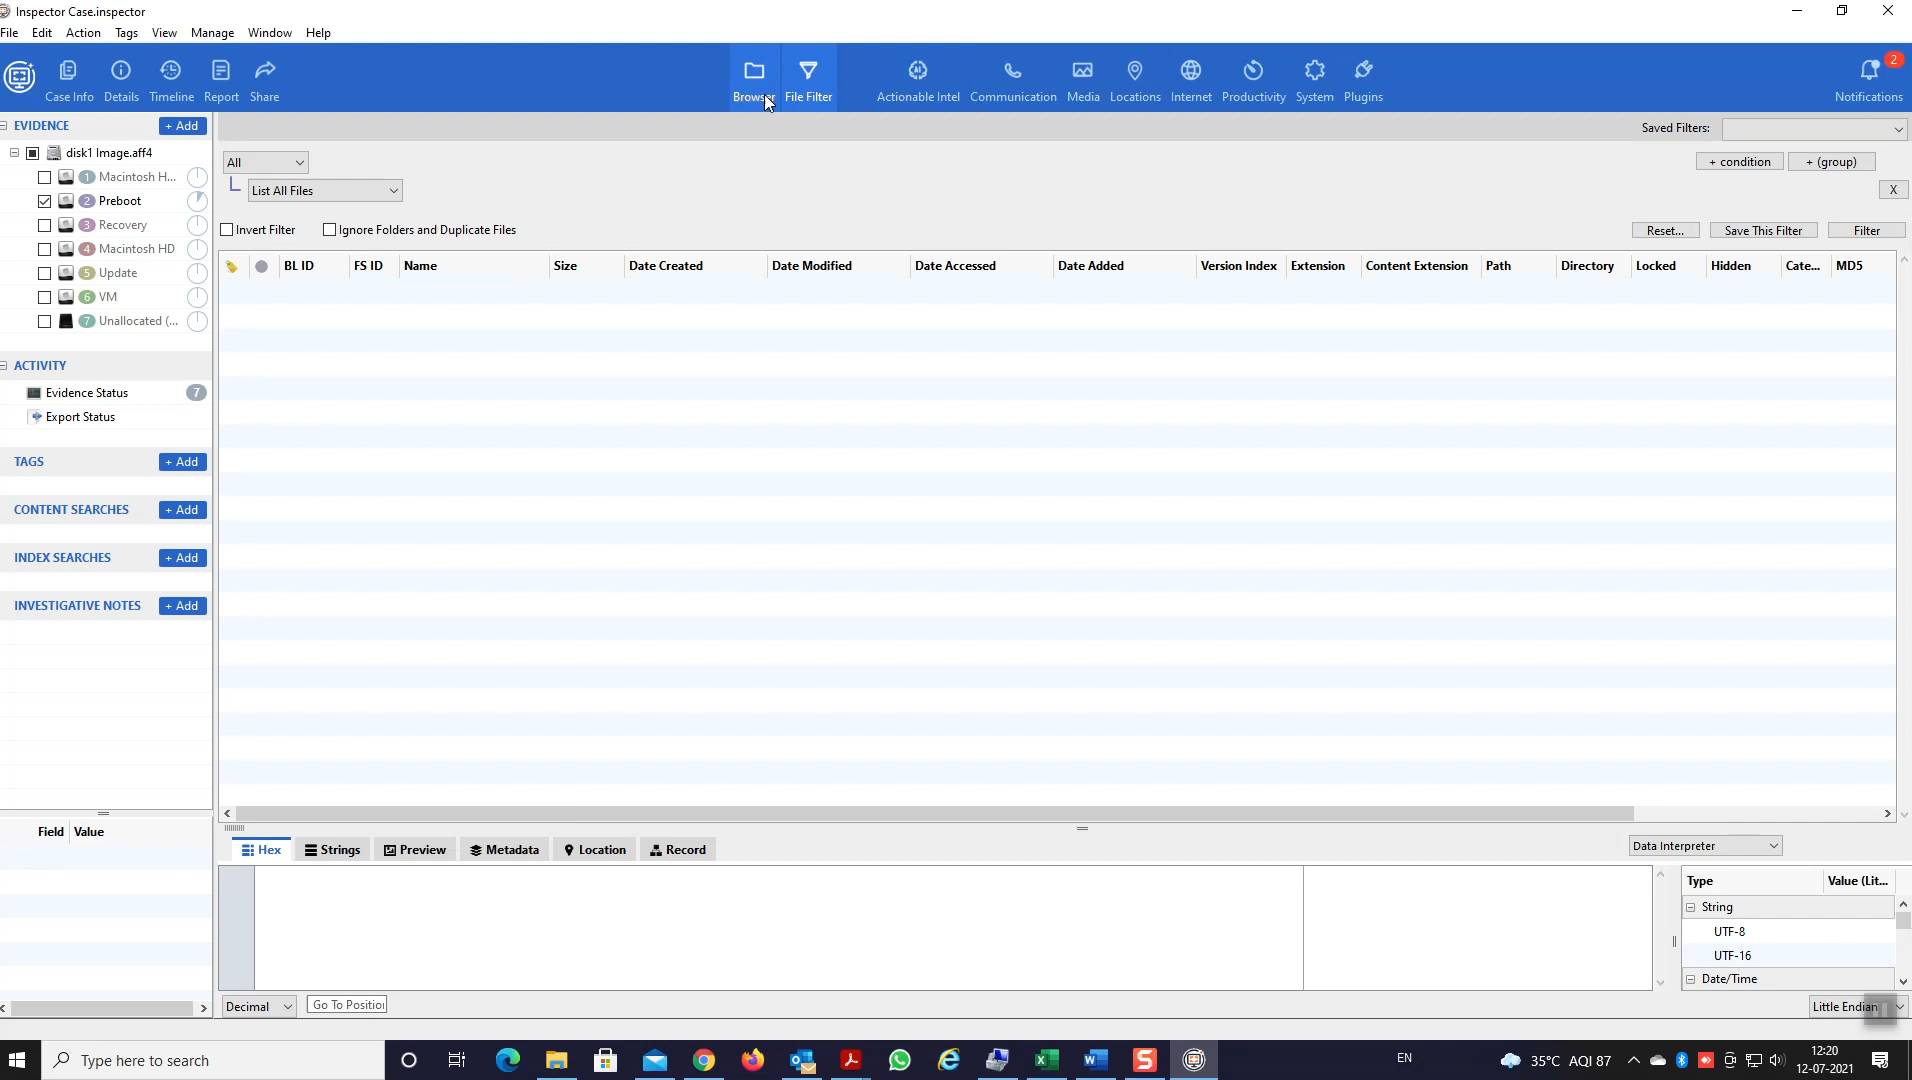 Inspector Case.inspector
File Edit Action Tags View Manage Window Help
Case Info Details Timeline Report Share Browser File Filter Actionable Intel Communication Media Locations Internet Productivity System Plugins Notifications 2
EVIDENCE + Add
disk1 Image.aff4
1 Macintosh H...
2 Preboot
3 Recovery
4 Macintosh HD
5 Update
6 VM
7 Unallocated (...
ACTIVITY
Evidence Status 7
Export Status
TAGS + Add
CONTENT SEARCHES + Add
INDEX SEARCHES + Add
INVESTIGATIVE NOTES + Add
Field Value
Saved Filters:
All + condition + (group)
List All Files X
Invert Filter Ignore Folders and Duplicate Files Reset... Save This Filter Filter
BL ID FS ID Name Size Date Created Date Modified Date Accessed Date Added Version Index Extension Content Extension Path Directory Locked Hidden Cate... MD5
Hex Strings Preview Metadata Location Record Data Interpreter
Type Value (Lit...
String
UTF-8
UTF-16
Date/Time
Decimal Go To Position Little Endian
Type here to search EN 35°C AQI 87 12:20
12-07-2021